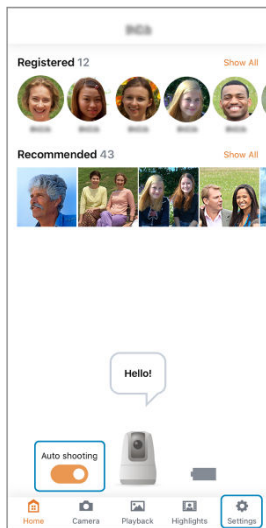 Registered 12
Show All
Recommended 43
Show All
Hello!
Auto shooting
Home
Camera
Playback
Highlights
Settings